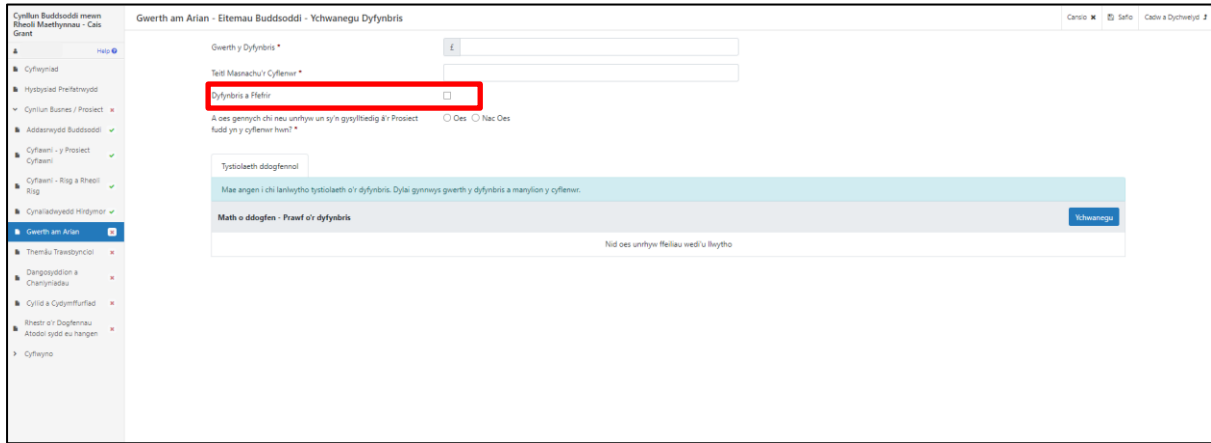 Cynllun Buddsoddi mewn
Rheoli Maethynnau - Cais
Grant
Help
Cyflwyniad
Hysbysiad Preifatrwydd
Cynllun Busnes / Prosiect
Addasrwydd Buddsoddi
Cyflawni - y Prosiect
Cyflawni
Cyflawni - Risg a Rheoli
Risg
Cynaliadwyedd Hirdymor
Gwerth am Arian
Themâu Trawsbynciol
Dangosyddion a
Charnyniadau
Cyllid a Cydymffurfiad
Rhestr o'r Dogfennau
Atodol sydd eu hangen
Cyflwyno
Gwerth am Arian - Eitemau Buddsoddi - Ychwanegu Dyfynbris
Canslo
Safio
Cadw a Dychwelyd
Gwerth y Dyfynbris *
£
Teitl Masnachu'r Cyflenwr *
Dyfynbris a Ffefrir
A oes gennych chi neu unrhyw un sy'n gysylltiedig â'r Prosiect
fudd yn y cyflenwr hwn? *
Oes
Nac Oes
Tystiolaeth ddogfennol
Mae angen i chi lanlwytho tystiolaeth o'r dyfynbris. Dylai gynnwys gwerth y dyfynbris a manylion y cyflenwr.
Math o ddogfen - Prawf o'r dyfynbris
Ychwanegu
Nid oes unrhyw ffeiliau wedi'u llwytho